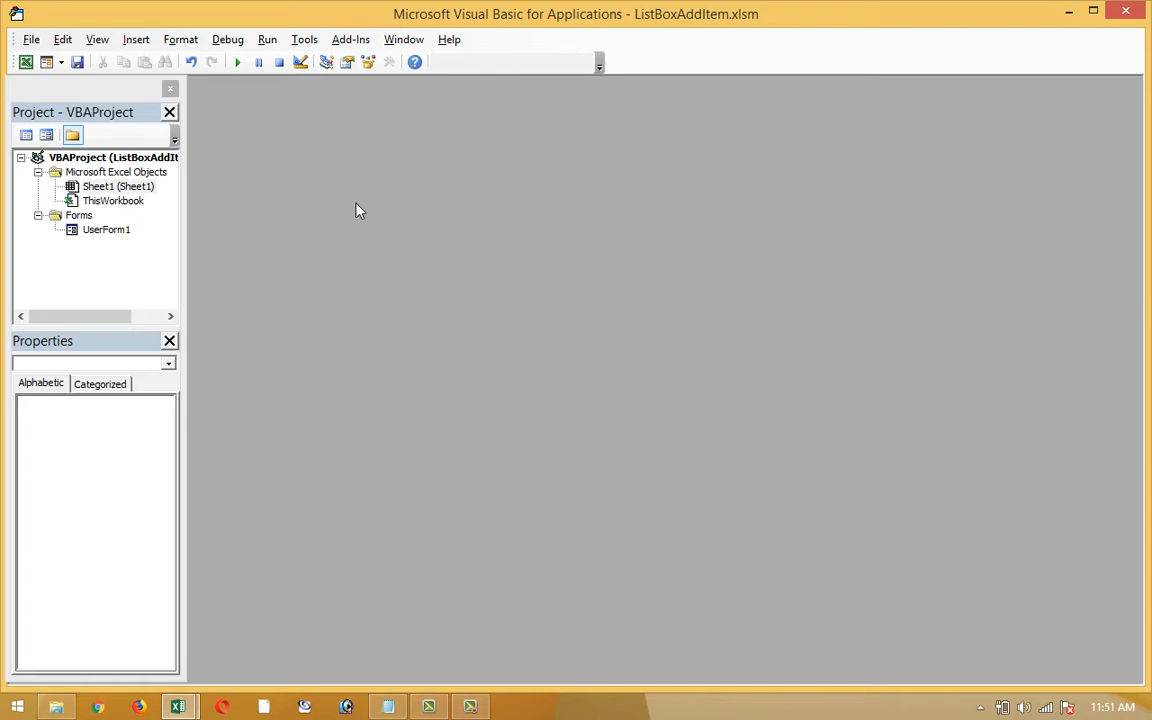 Microsoft Visual Basic for Applications - ListBoxAddItem.xlsm
File Edit View Insert Format Debug Run Tools Add-Ins Window Help
Project - VBAProject
VBAProject (ListBoxAddIt
Microsoft Excel Objects
Sheet1 (Sheet1)
ThisWorkbook
Forms
UserForm1
Properties
Alphabetic Categorized
11:51 AM